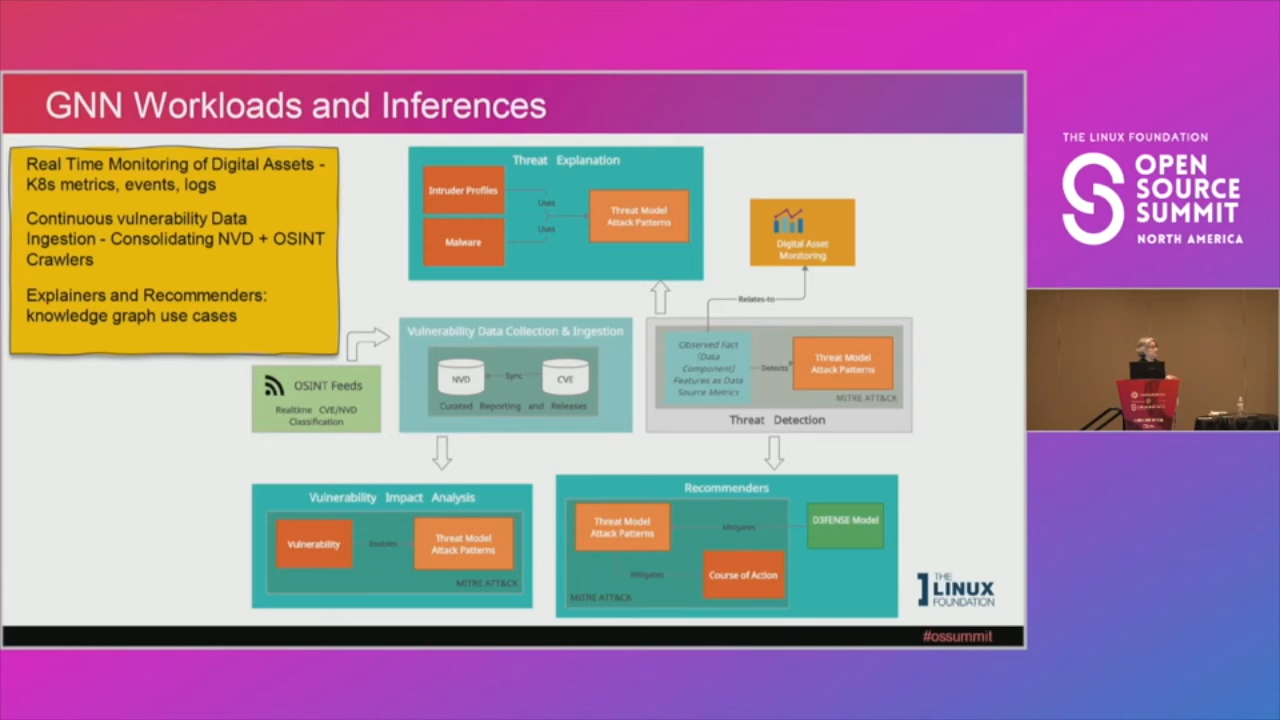 GNN Workloads and Inferences
Real Time Monitoring of Digital Assets -
K8s metrics, events, logs
Continuous vulnerability Data
Ingestion - Consolidating NVD + OSINT
Crawlers
Explainers and Recommenders:
knowledge graph use cases
Threat Explanation
Intruder Profiles
Malware
Uses
Uses
Threat Model
Attack Patterns
Digital Asset
Monitoring
Relates-to
OSINT Feeds
Realtime CVE/NVD
Classification
Vulnerability Data Collection & Ingestion
NVD
Sync
CVE
Curated Reporting and Releases
Observed Fact
(Data
Component)
Features as Data
Source Metrics
Detects
Threat Model
Attack Patterns
MITRE ATT&CK
Threat Detection
Vulnerability Impact Analysis
Vulnerability
Enables
Threat Model
Attack Patterns
MITRE ATT&CK
Recommenders
Threat Model
Attack Patterns
Mitigates
D3FENSE Model
Mitigates
Course of Action
MITRE ATT&CK
THE
LINUX
FOUNDATION
#ossummit
THE LINUX FOUNDATION
OPEN
SOURCE
SUMMIT
NORTH AMERICA